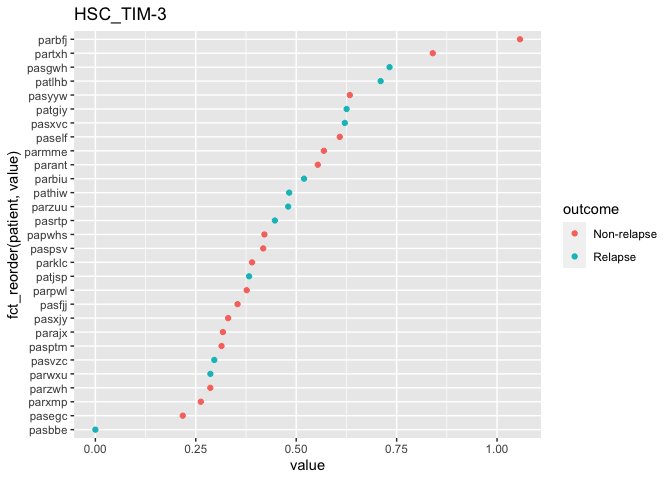 HSC_TIM-3
fct_reorder(patient, value)
parbfj
partxh
pasgwh
patlhb
pasyyw
patgiy
pasxvc
paself
parmme
parant
parbiu
pathiw
parzuu
pasrtp
papwhs
paspsv
parklc
patjsp
parpwl
pasfjj
pasxjy
parajx
pasptm
pasvzc
parwxu
parzwh
parxmp
pasegc
pasbbe
0.00 0.25 0.50 0.75 1.00
value
outcome
Non-relapse
Relapse